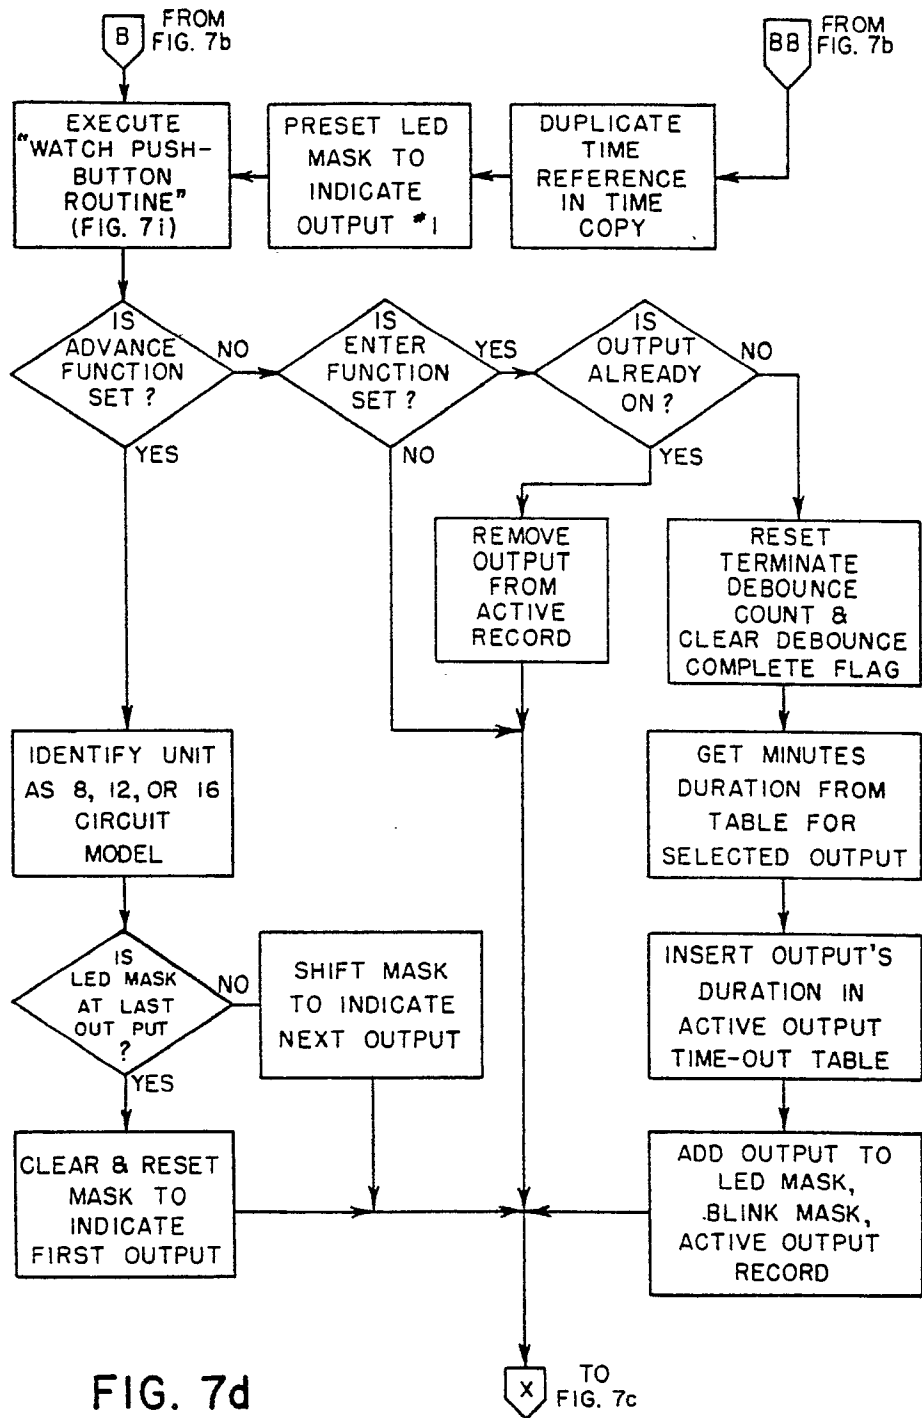 B
FROM
FIG. 7b
BB
FROM
FIG. 7b
EXECUTE
"WATCH PUSH-
BUTTON
ROUTINE"
(FIG. 7i)
PRESET LED
MASK TO
INDICATE
OUTPUT #1
DUPLICATE
TIME
REFERENCE
IN TIME
COPY
IS
ADVANCE
FUNCTION
SET ?
NO
YES
IS
ENTER
FUNCTION
SET ?
YES
NO
IS
OUTPUT
ALREADY
ON ?
NO
YES
REMOVE
OUTPUT
FROM
ACTIVE
RECORD
RESET
TERMINATE
DEBOUNCE
COUNT &
CLEAR DEBOUNCE
COMPLETE FLAG
IDENTIFY UNIT
AS 8, 12, OR 16
CIRCUIT
MODEL
GET MINUTES
DURATION FROM
TABLE FOR
SELECTED OUTPUT
IS
LED MASK
AT LAST
OUT PUT
?
NO
YES
SHIFT MASK
TO INDICATE
NEXT OUTPUT
INSERT OUTPUT'S
DURATION IN
ACTIVE OUTPUT
TIME-OUT TABLE
CLEAR & RESET
MASK TO
INDICATE
FIRST OUTPUT
ADD OUTPUT TO
LED MASK,
BLINK MASK,
ACTIVE OUTPUT
RECORD
X
TO
FIG. 7c
FIG. 7d